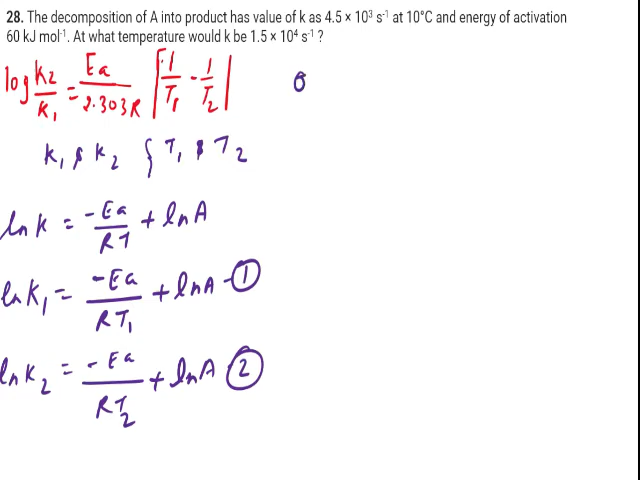 28. The decomposition of A into product has value of k as 4.5 × 10³ s⁻¹ at 10°C and energy of activation
60 kJ mol⁻¹. At what temperature would k be 1.5 × 10⁴ s⁻¹ ?
log K₂/K₁ = Ea/2.303R |1/T₁ - 1/T₂|
K₁ & K₂ } T₁ & T₂
ln K = -Ea/RT + ln A
ln K₁ = -Ea/RT₁ + ln A -①
ln K₂ = -Ea/RT₂ + ln A ②